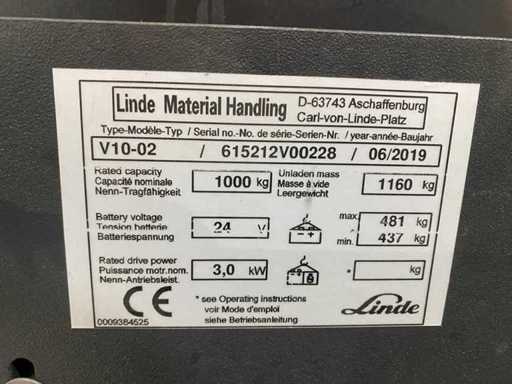 Linde Material Handling
D-63743 Aschaffenburg
Carl-von-Linde-Platz
Type-Modèle-Typ / Serial no.-No. de série-Serien-Nr. / year-année-Baujahr
V10-02 / 615212V00228 / 06/2019
Rated capacity
Capacité nominale
Nenn-Tragfähigkeit
1000 kg
Unladen mass
Masse à vide
Leergewicht
1160 kg
Battery voltage
Tension batterie
Batteriespannung
24 V
- +
max. 481 kg
min. 437 kg
Rated drive power
Puissance motr.nom.
Nenn-Antriebsleist.
3,0 kW
* kg
CE
0009384525
* see Operating instructions
voir Mode d'emploi
siehe Betriebsanleitung
Linde